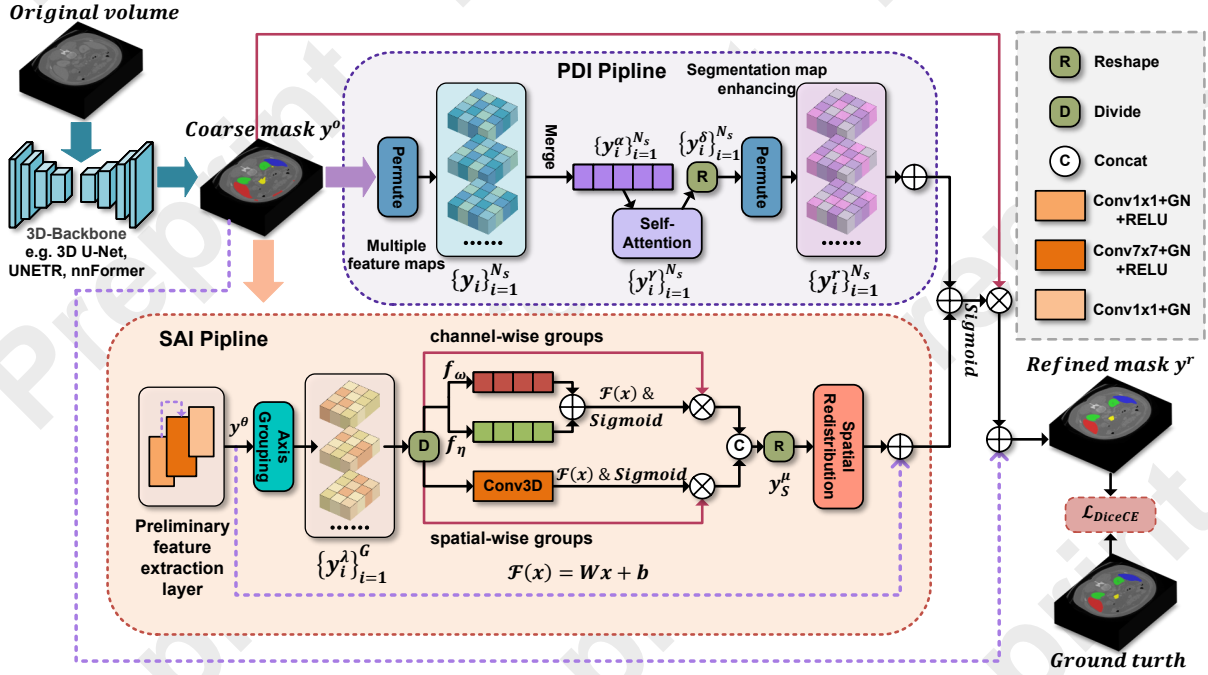 Original volume
3D-Backbone
e.g. 3D U-Net,
UNETR, nnFormer
Coarse mask y^o
PDI Pipline
Permute
Multiple
feature maps
{y_i}_{i=1}^{N_s}
Merge
{y_i^α}_{i=1}^{N_s}
{y_i^δ}_{i=1}^{N_s}
R
Self-
Attention
{y_i^γ}_{i=1}^{N_s}
Permute
Segmentation map
enhancing
{y_i^r}_{i=1}^{N_s}
......
......
Sigmoid
R Reshape
D Divide
C Concat
Conv1x1+GN
+RELU
Conv7x7+GN
+RELU
Conv1x1+GN
SAI Pipline
Preliminary
feature
extraction
layer
y^θ
Axis
Grouping
......
{y_i^λ}_{i=1}^{G}
D
channel-wise groups
f_ω
f_η
F(x) &
Sigmoid
Conv3D
F(x) & Sigmoid
spatial-wise groups
F(x) = Wx + b
C
R
y_S^μ
Spatial
Redistribution
Refined mask y^r
L_{DiceCE}
Ground turth
Preprint
Preprint
Preprint